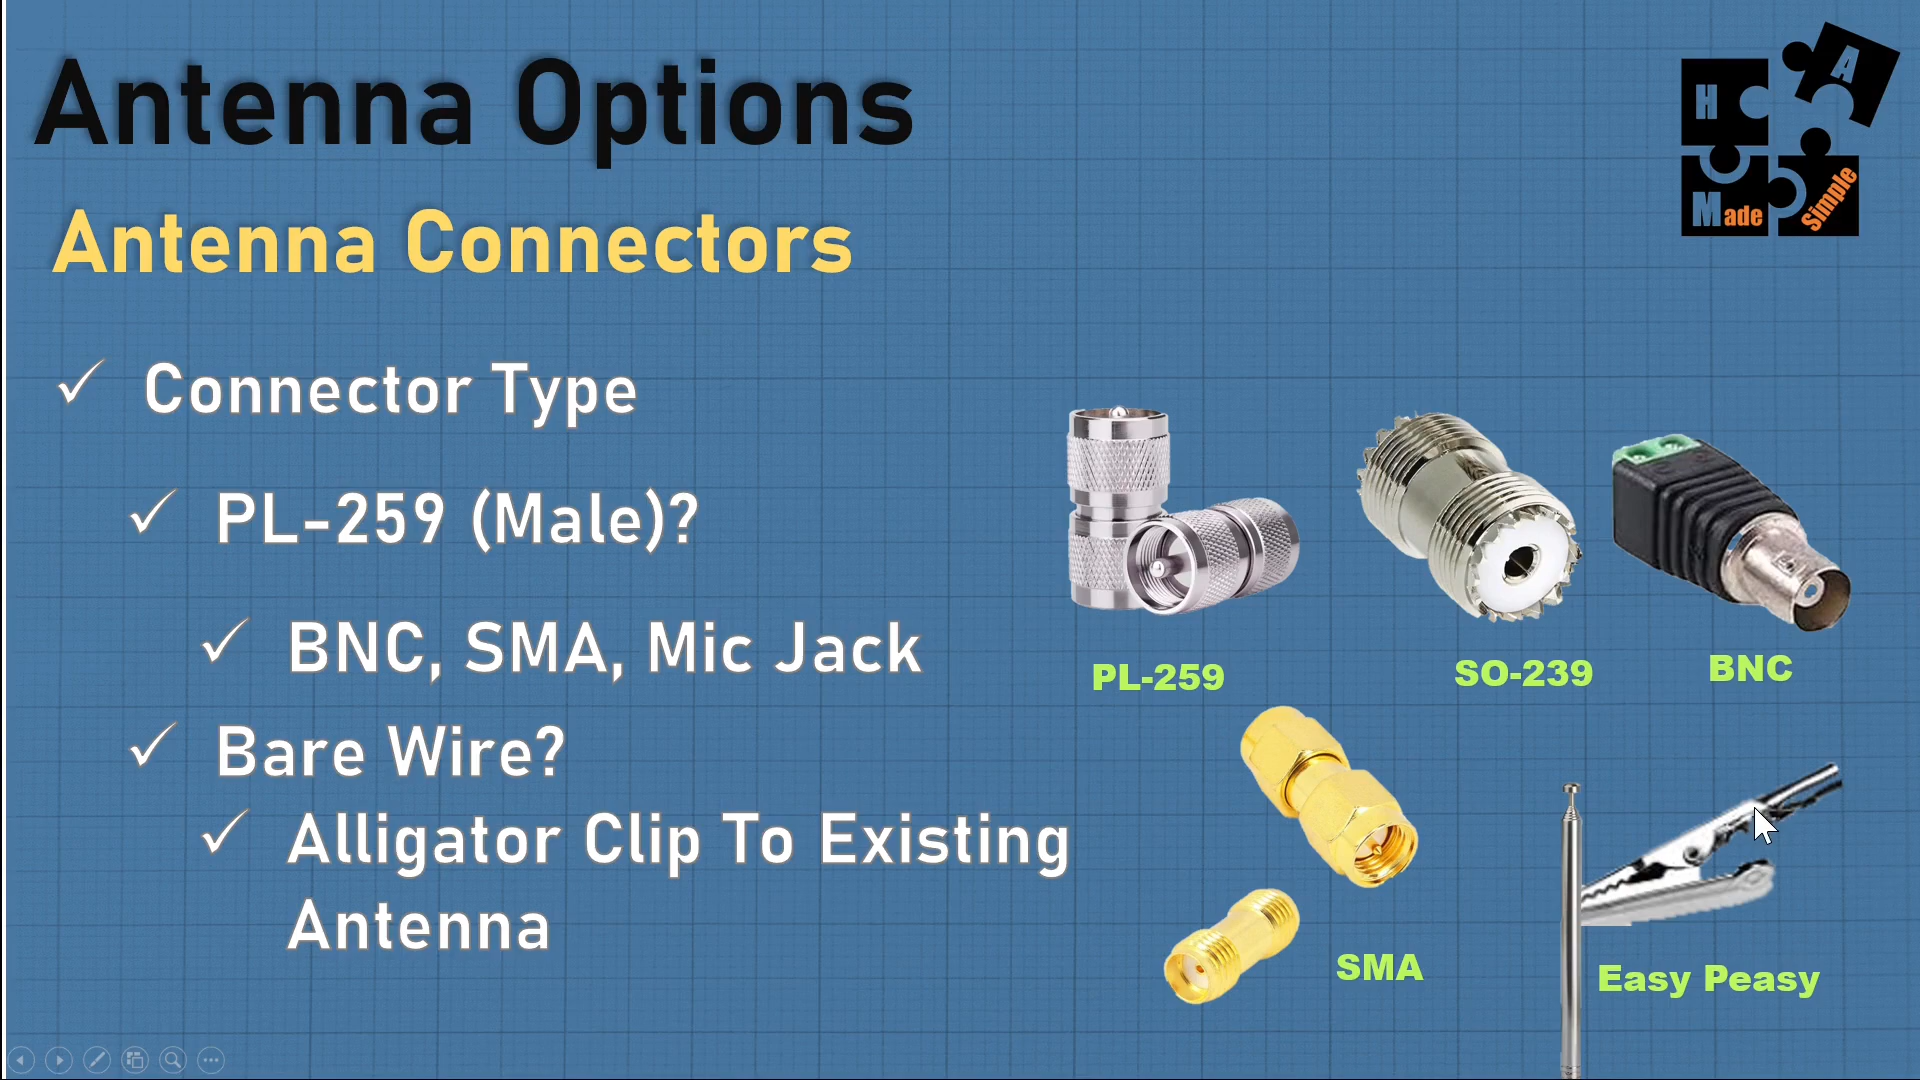 Antenna Options
Antenna Connectors
✓ Connector Type
✓ PL-259 (Male)?
✓ BNC, SMA, Mic Jack
✓ Bare Wire?
✓ Alligator Clip To Existing
Antenna
H A
Made Simple
PL-259
SO-239
BNC
SMA
Easy Peasy